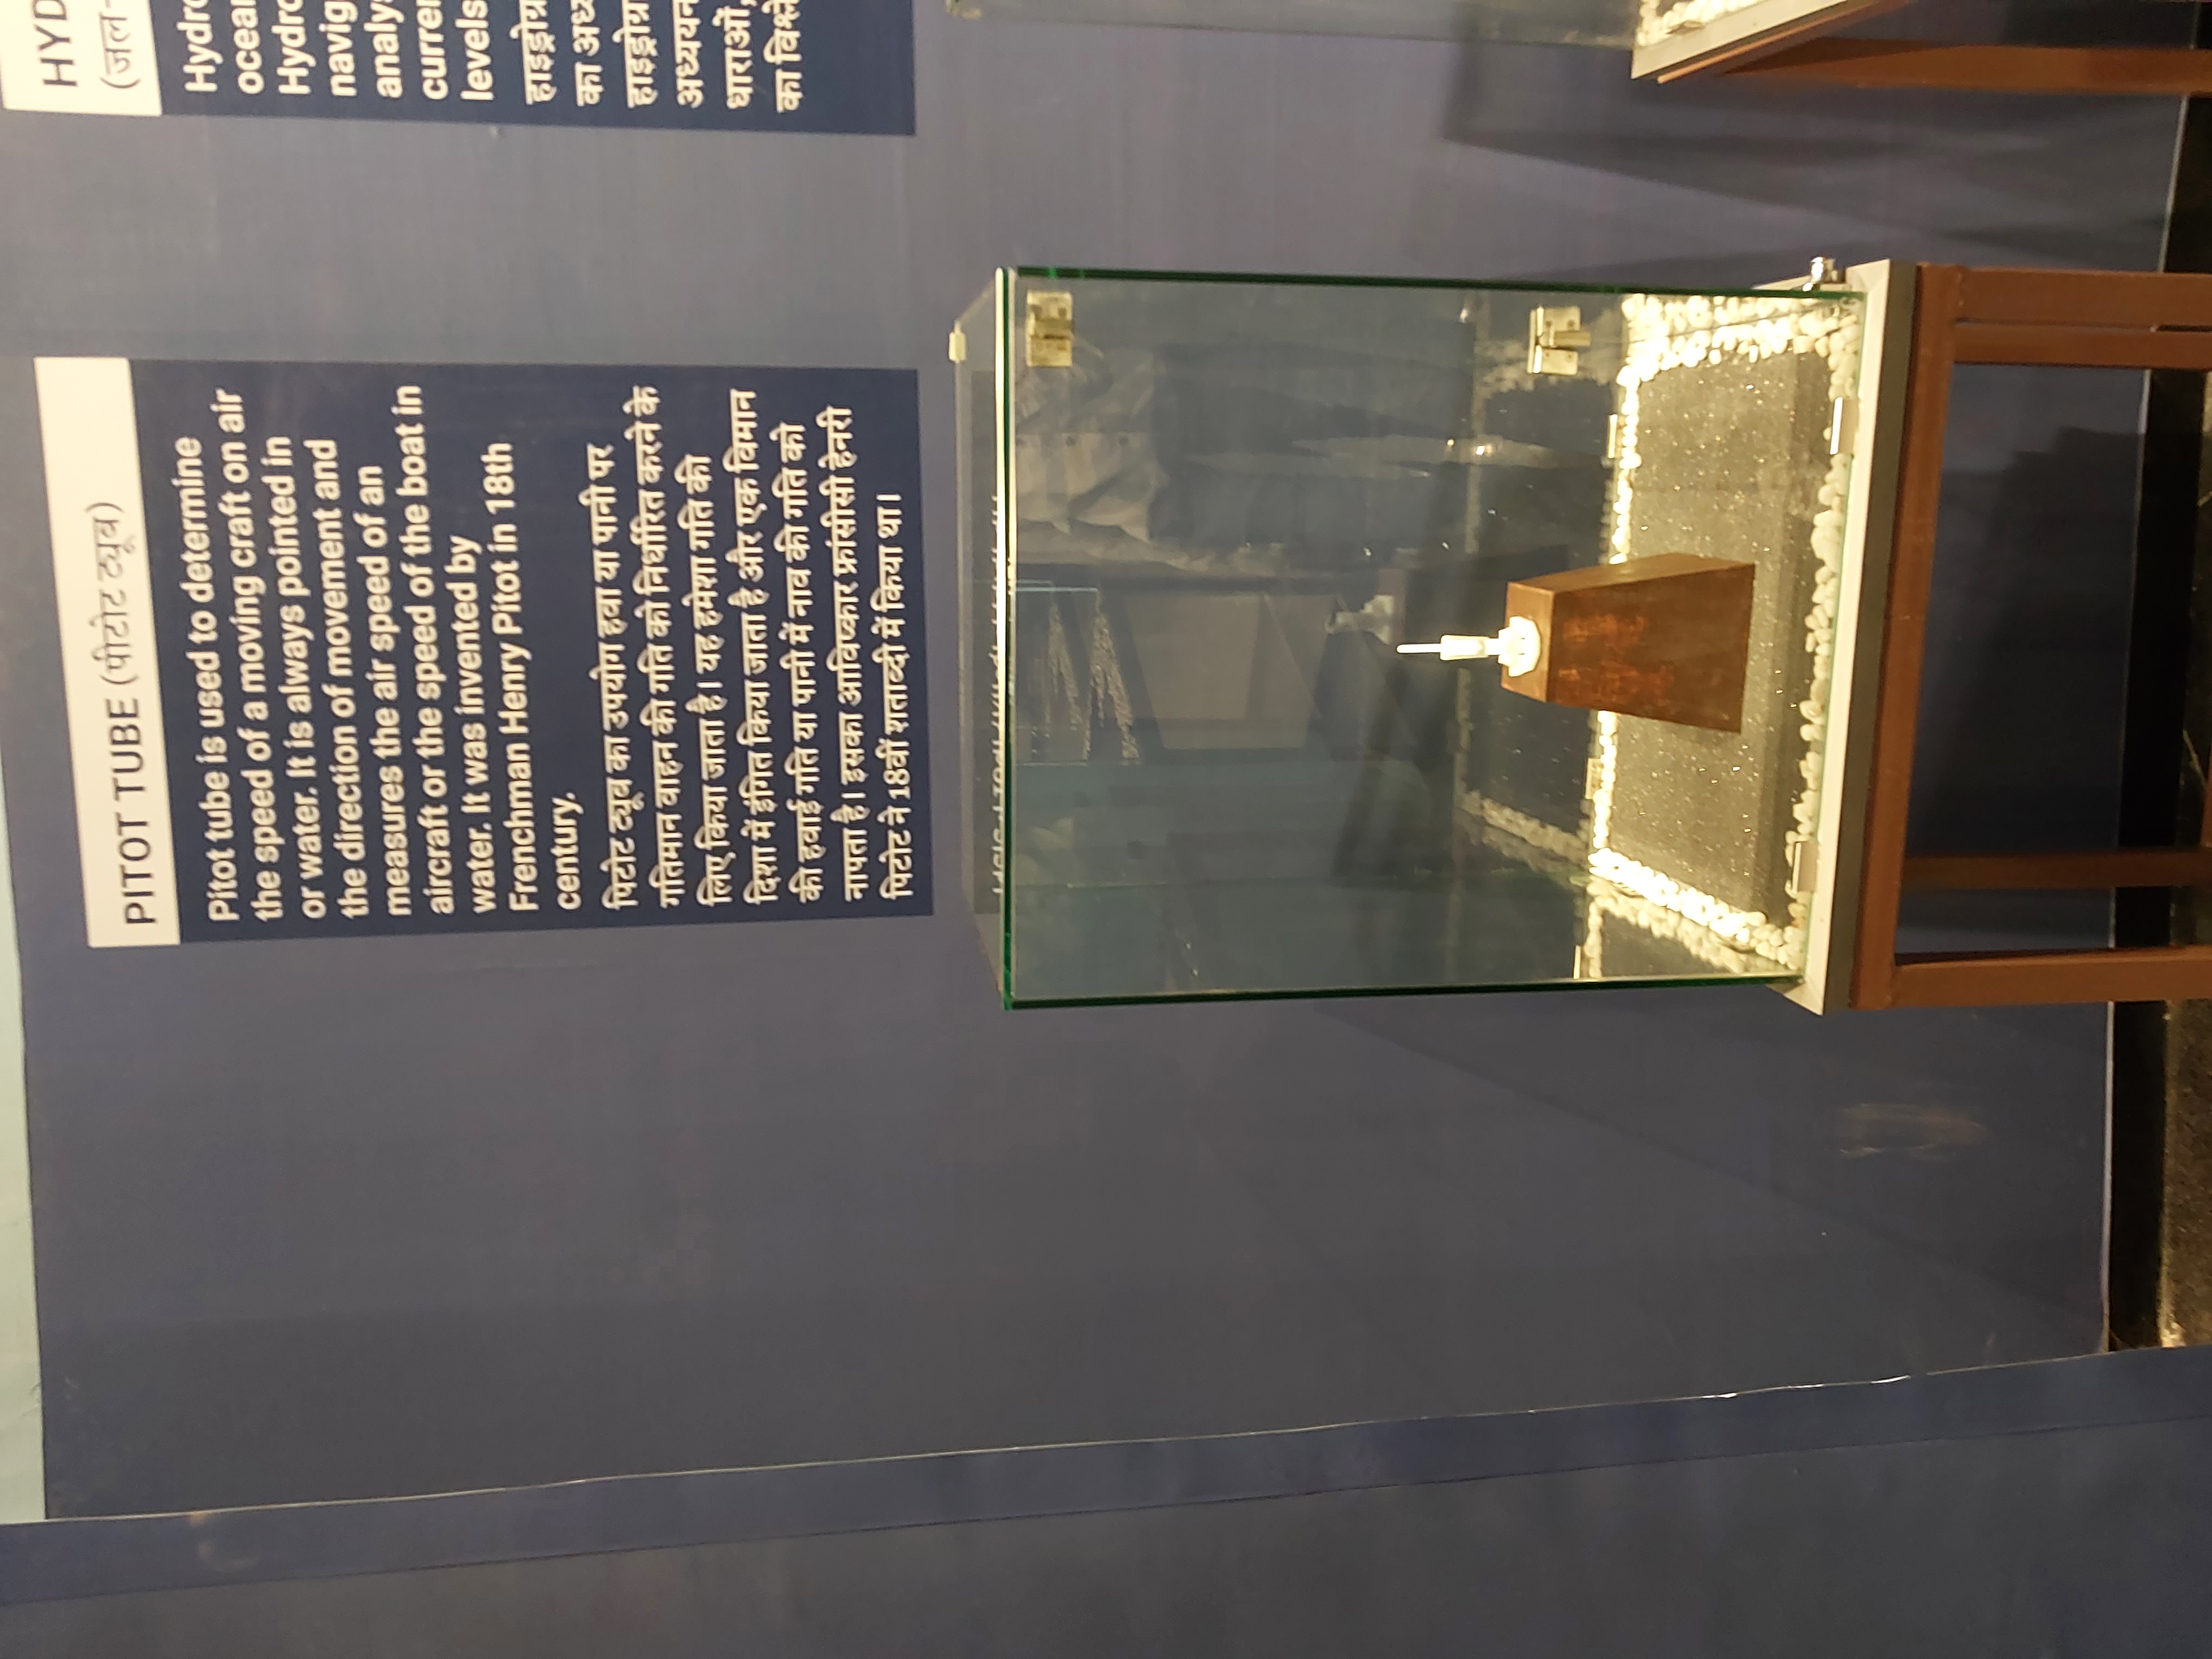 PITOT TUBE (पीटोट ट्यूब)
Pitot tube is used to determine
the speed of a moving craft on air
or water. It is always pointed in
the direction of movement and
measures the air speed of an
aircraft or the speed of the boat in
water. It was invented by
Frenchman Henry Pitot in 18th
century.
पिटोट ट्यूब का उपयोग हवा या पानी पर
गतिमान वाहन की गति को निर्धारित करने के
लिए किया जाता है। यह हमेशा गति की
दिशा में इंगित किया जाता है और एक विमान
की हवाई गति या पानी में नाव की गति को
नापता है। इसका आविष्कार फ्रांसीसी हेनरी
पिटोट ने 18वीं शताब्दी में किया था।
HYD
(जल-
Hydro
ocean
Hydro
navig
analys
curren
levels
हाइड्रोग्र
का अध्य
हाइड्रोग्र
अध्ययन
धाराओं,
का विश्ले